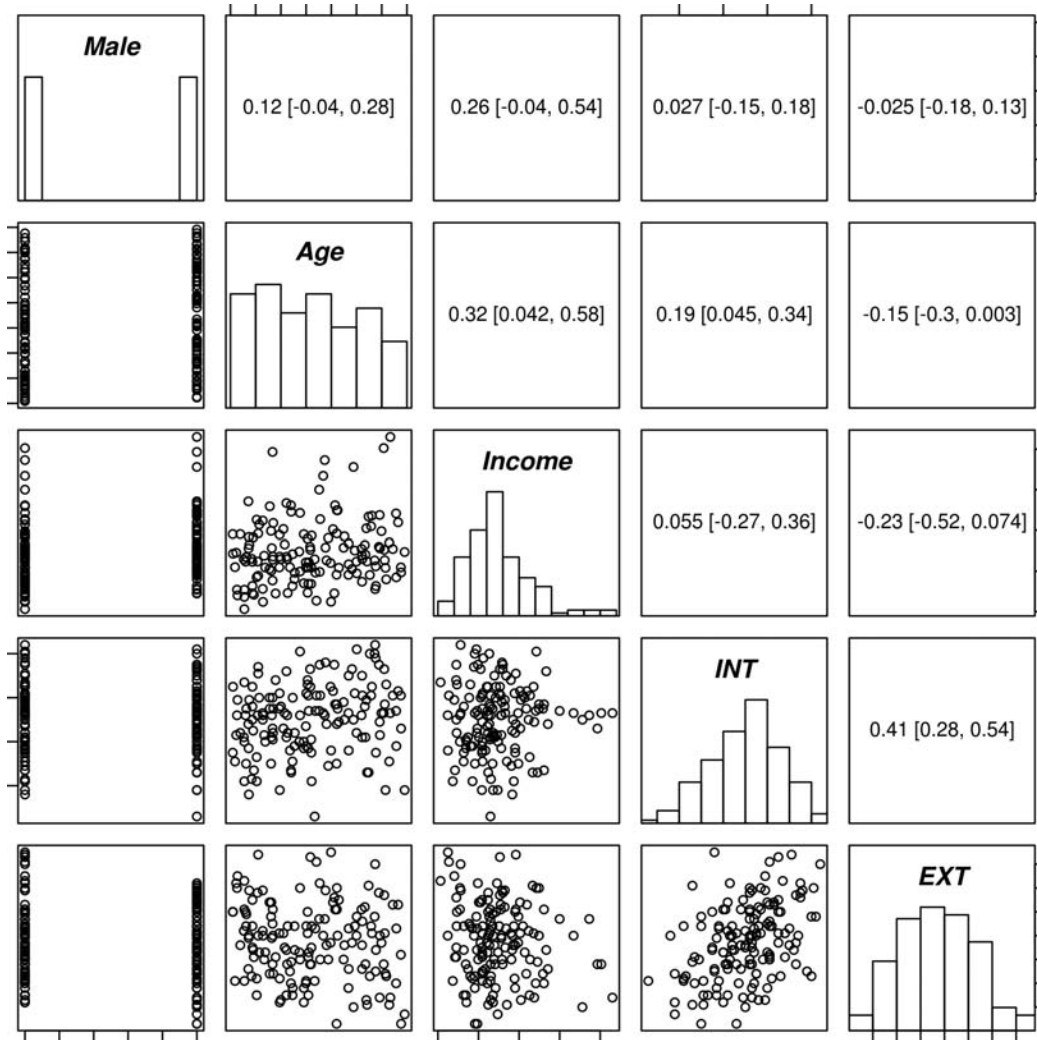 Male
0.12 [-0.04, 0.28]
0.26 [-0.04, 0.54]
0.027 [-0.15, 0.18]
-0.025 [-0.18, 0.13]
Age
0.32 [0.042, 0.58]
0.19 [0.045, 0.34]
-0.15 [-0.3, 0.003]
Income
0.055 [-0.27, 0.36]
-0.23 [-0.52, 0.074]
INT
0.41 [0.28, 0.54]
EXT